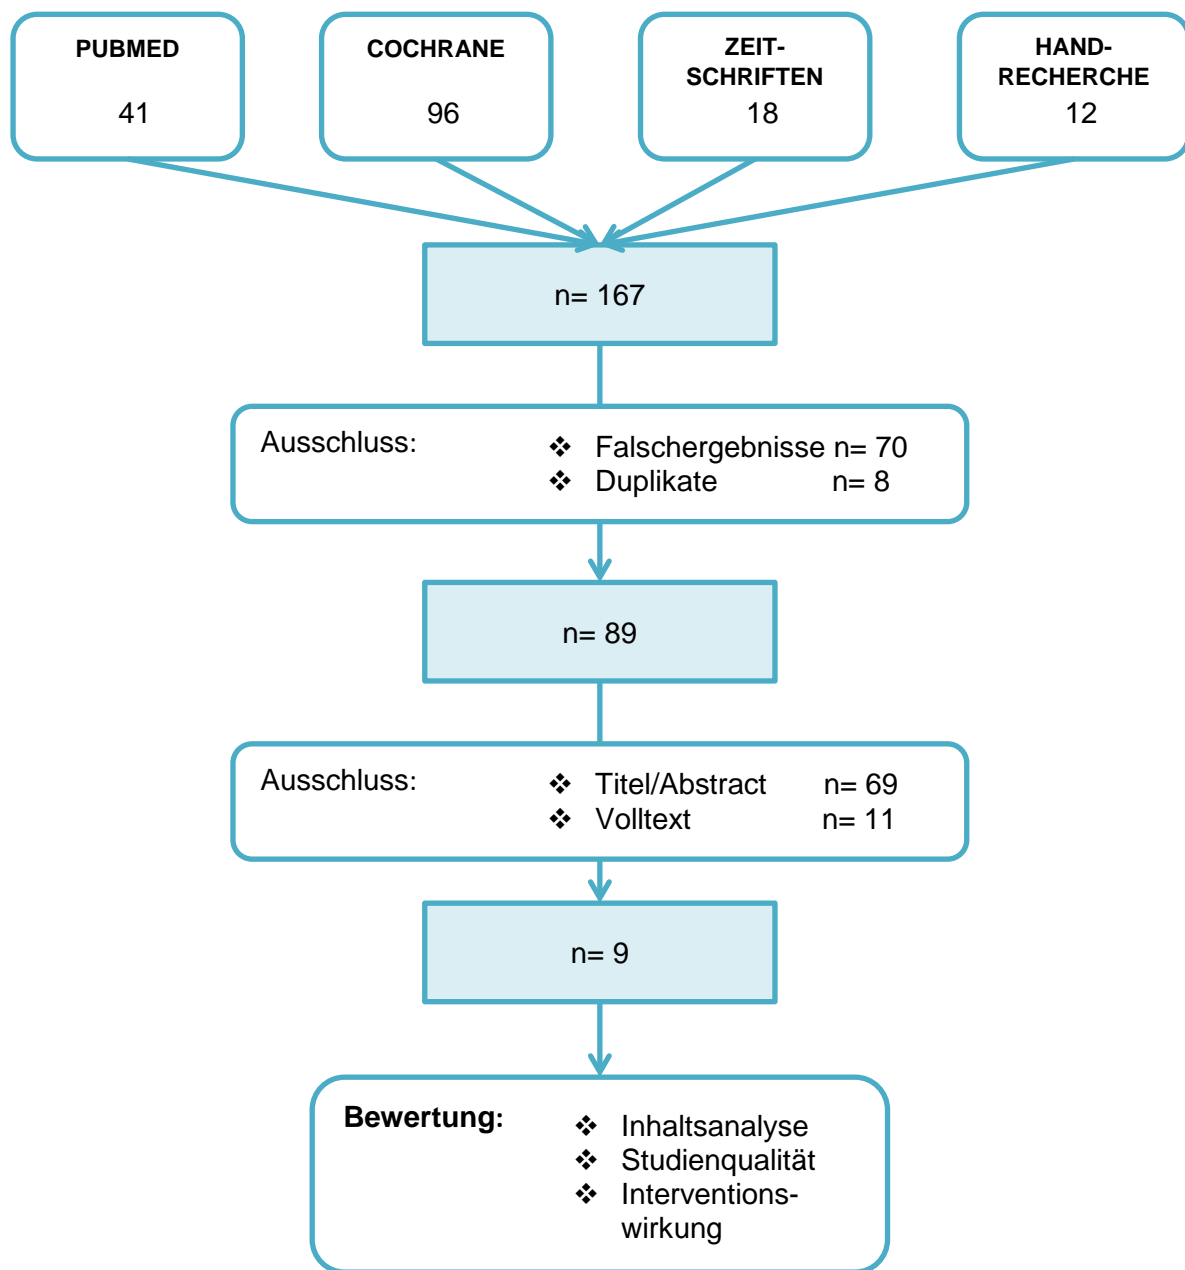 PUBMED
41
COCHRANE
96
ZEIT-
SCHRIFTEN
18
HAND-
RECHERCHE
12
n= 167
Ausschluss:
❖ Falschergebnisse n= 70
❖ Duplikate n= 8
n= 89
Ausschluss:
❖ Titel/Abstract n= 69
❖ Volltext n= 11
n= 9
Bewertung:
❖ Inhaltsanalyse
❖ Studienqualität
❖ Interventions-
wirkung